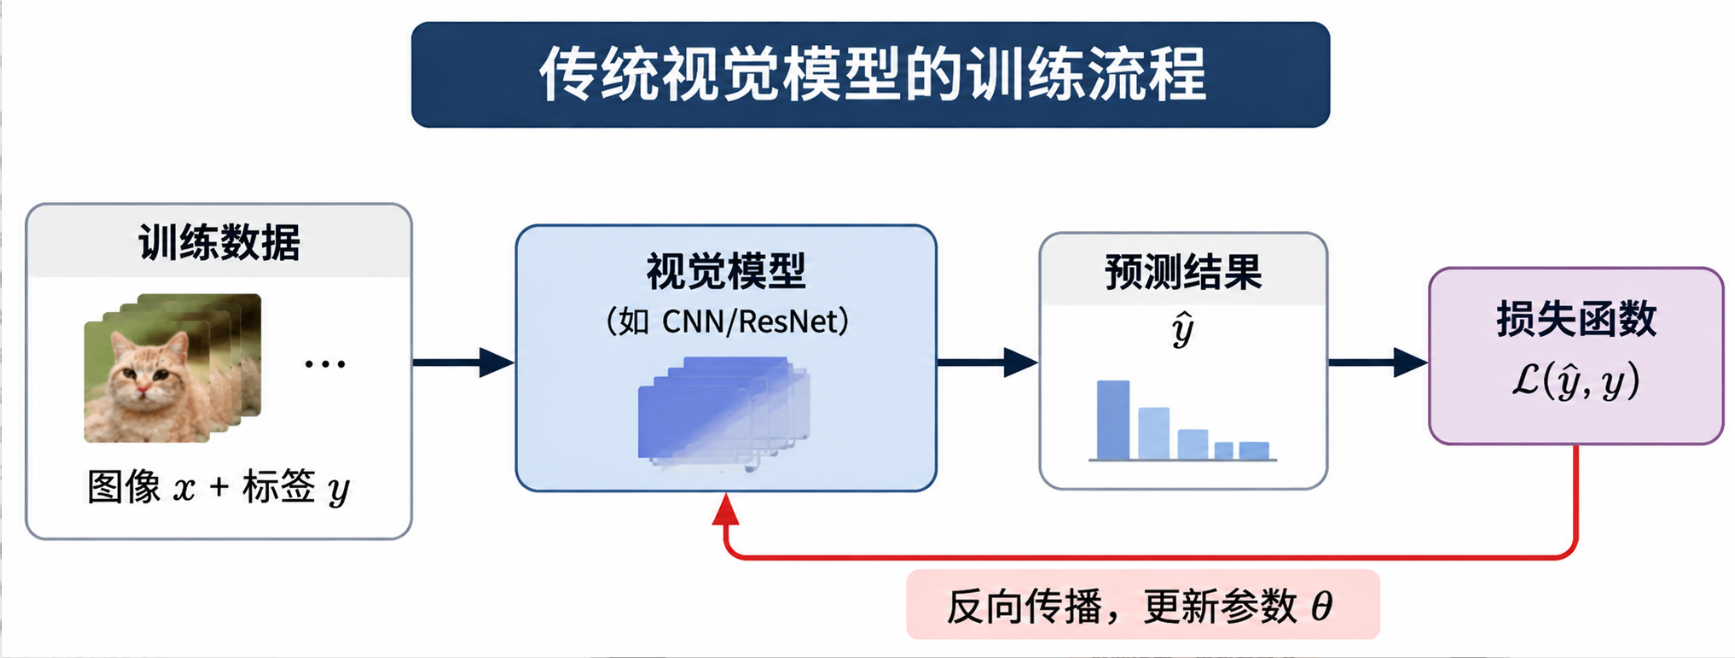 传统视觉模型的训练流程
训练数据
...
图像 x + 标签 y
视觉模型
（如 CNN/ResNet）
预测结果
ŷ
损失函数
ℒ(ŷ, y)
反向传播，更新参数 θ